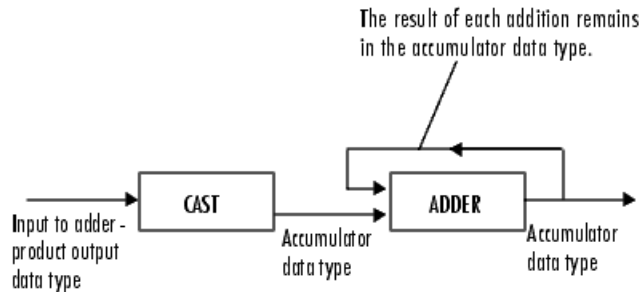 The result of each addition remains
in the accumulator data type.
CAST
ADDER
Input to adder -
product output
data type
Accumulator
data type
Accumulator
data type